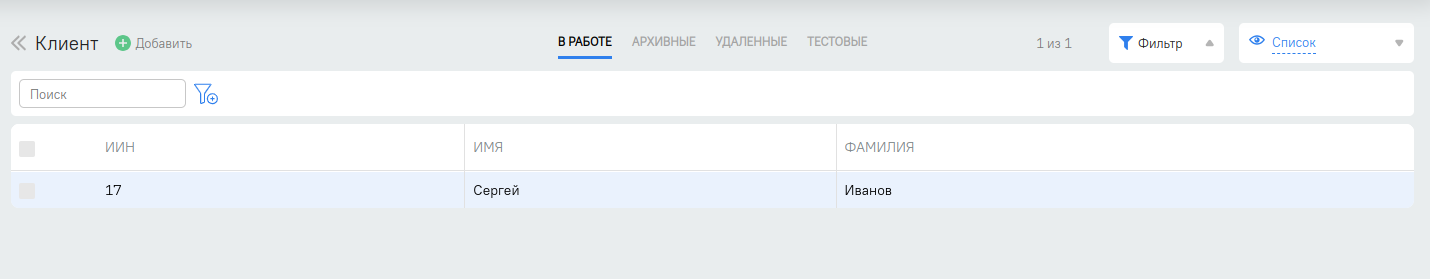 Клиент Добавить В РАБОТЕ АРХИВНЫЕ УДАЛЕННЫЕ ТЕСТОВЫЕ 1 из 1 Фильтр Список
Поиск
ИИН ИМЯ ФАМИЛИЯ
17 Сергей Иванов